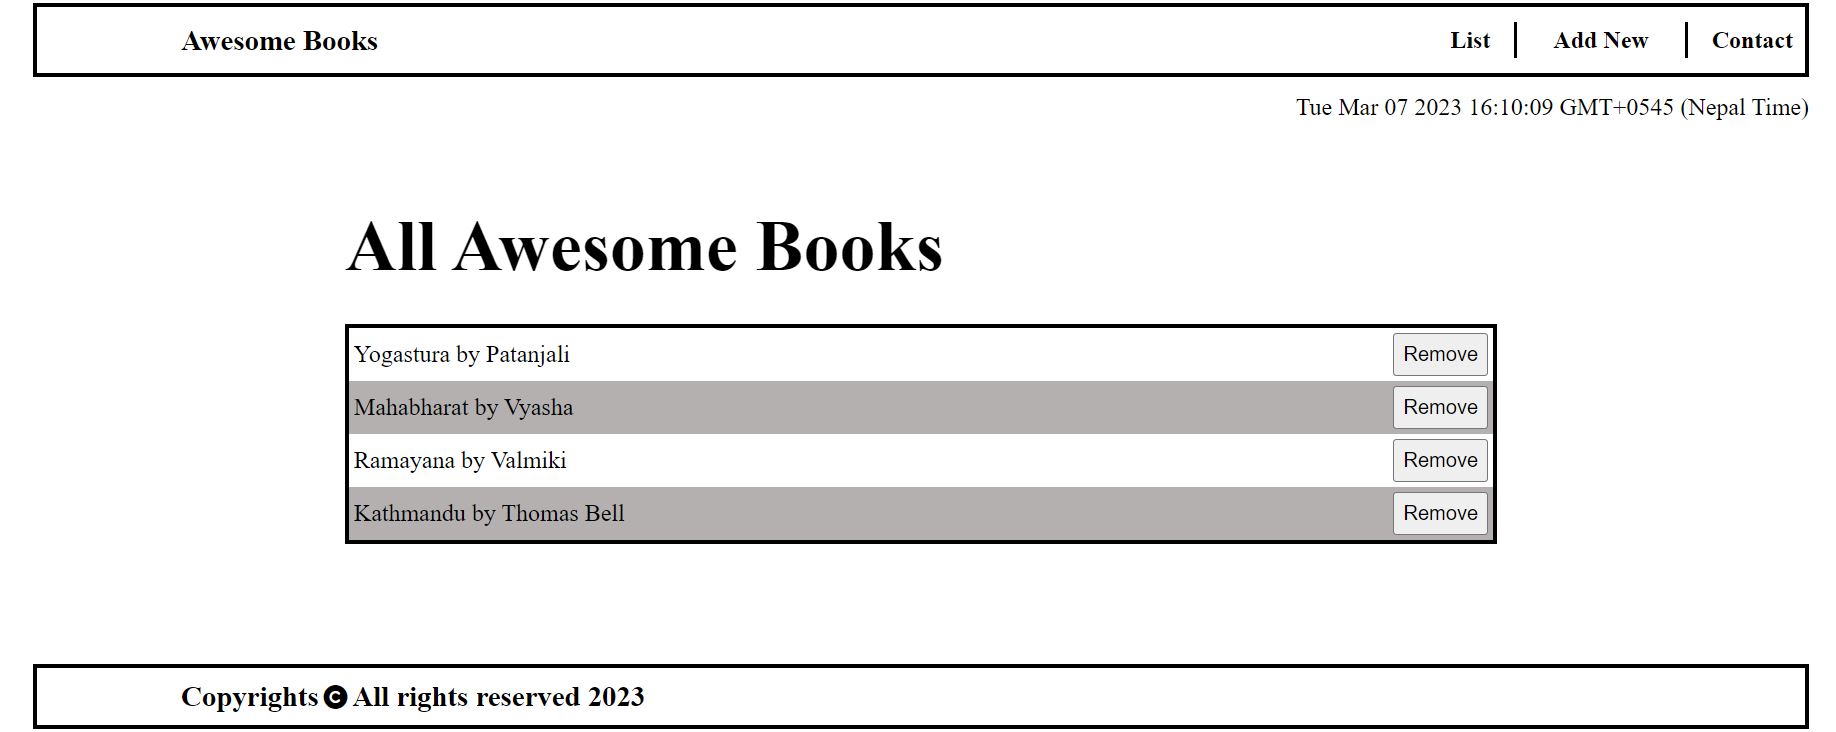 Awesome Books List Add New Contact
Tue Mar 07 2023 16:10:09 GMT+0545 (Nepal Time)
All Awesome Books
Yogastura by Patanjali Remove
Mahabharat by Vyasha Remove
Ramayana by Valmiki Remove
Kathmandu by Thomas Bell Remove
Copyrights © All rights reserved 2023